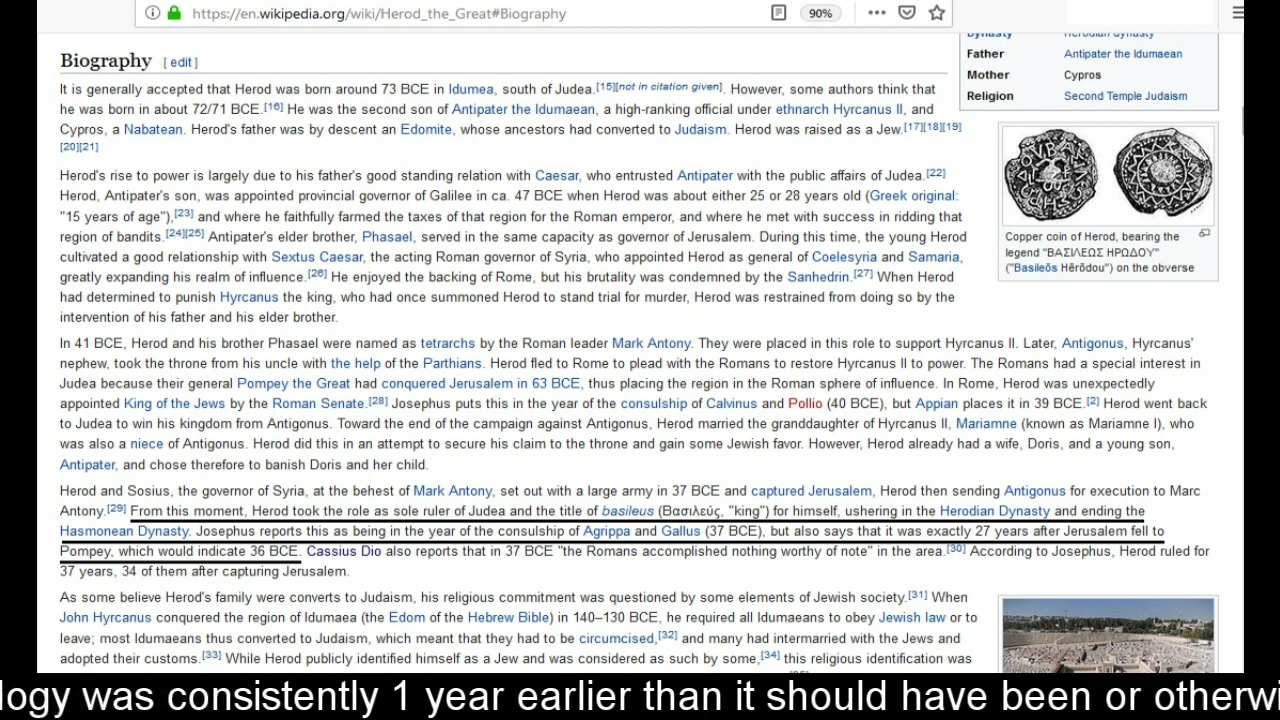 https://en.wikipedia.org/wiki/Herod_the_Great#Biography
90%
Dynasty Herodian dynasty
Father Antipater the Idumaean
Mother Cypros
Religion Second Temple Judaism
Biography [ edit ]
It is generally accepted that Herod was born around 73 BCE in Idumea, south of Judea.[15][not in citation given]. However, some authors think that
he was born in about 72/71 BCE.[16] He was the second son of Antipater the Idumaean, a high-ranking official under ethnarch Hyrcanus II, and
Cypros, a Nabatean. Herod's father was by descent an Edomite, whose ancestors had converted to Judaism. Herod was raised as a Jew.[17][18][19]
[20][21]
Herod's rise to power is largely due to his father's good standing relation with Caesar, who entrusted Antipater with the public affairs of Judea.[22]
Herod, Antipater's son, was appointed provincial governor of Galilee in ca. 47 BCE when Herod was about either 25 or 28 years old (Greek original:
"15 years of age"),[23] and where he faithfully farmed the taxes of that region for the Roman emperor, and where he met with success in ridding that
region of bandits.[24][25] Antipater's elder brother, Phasael, served in the same capacity as governor of Jerusalem. During this time, the young Herod
cultivated a good relationship with Sextus Caesar, the acting Roman governor of Syria, who appointed Herod as general of Coelesyria and Samaria,
greatly expanding his realm of influence.[26] He enjoyed the backing of Rome, but his brutality was condemned by the Sanhedrin.[27] When Herod
had determined to punish Hyrcanus the king, who had once summoned Herod to stand trial for murder, Herod was restrained from doing so by the
intervention of his father and his elder brother.
Copper coin of Herod, bearing the
legend "ΒΑΣΙΛΕΩΣ ΗΡΩΔΟΥ"
("Basileōs Hērōdou") on the obverse
In 41 BCE, Herod and his brother Phasael were named as tetrarchs by the Roman leader Mark Antony. They were placed in this role to support Hyrcanus II. Later, Antigonus, Hyrcanus'
nephew, took the throne from his uncle with the help of the Parthians. Herod fled to Rome to plead with the Romans to restore Hyrcanus II to power. The Romans had a special interest in
Judea because their general Pompey the Great had conquered Jerusalem in 63 BCE, thus placing the region in the Roman sphere of influence. In Rome, Herod was unexpectedly
appointed King of the Jews by the Roman Senate.[28] Josephus puts this in the year of the consulship of Calvinus and Pollio (40 BCE), but Appian places it in 39 BCE.[2] Herod went back
to Judea to win his kingdom from Antigonus. Toward the end of the campaign against Antigonus, Herod married the granddaughter of Hyrcanus II, Mariamne (known as Mariamne I), who
was also a niece of Antigonus. Herod did this in an attempt to secure his claim to the throne and gain some Jewish favor. However, Herod already had a wife, Doris, and a young son,
Antipater, and chose therefore to banish Doris and her child.
Herod and Sosius, the governor of Syria, at the behest of Mark Antony, set out with a large army in 37 BCE and captured Jerusalem, Herod then sending Antigonus for execution to Marc
Antony.[29] From this moment, Herod took the role as sole ruler of Judea and the title of basileus (Βασιλεύς, "king") for himself, ushering in the Herodian Dynasty and ending the
Hasmonean Dynasty. Josephus reports this as being in the year of the consulship of Agrippa and Gallus (37 BCE), but also says that it was exactly 27 years after Jerusalem fell to
Pompey, which would indicate 36 BCE. Cassius Dio also reports that in 37 BCE "the Romans accomplished nothing worthy of note" in the area.[30] According to Josephus, Herod ruled for
37 years, 34 of them after capturing Jerusalem.
As some believe Herod's family were converts to Judaism, his religious commitment was questioned by some elements of Jewish society.[31] When
John Hyrcanus conquered the region of Idumaea (the Edom of the Hebrew Bible) in 140–130 BCE, he required all Idumaeans to obey Jewish law or to
leave; most Idumaeans thus converted to Judaism, which meant that they had to be circumcised,[32] and many had intermarried with the Jews and
adopted their customs.[33] While Herod publicly identified himself as a Jew and was considered as such by some,[34] this religious identification was
logy was consistently 1 year earlier than it should have been or otherwi